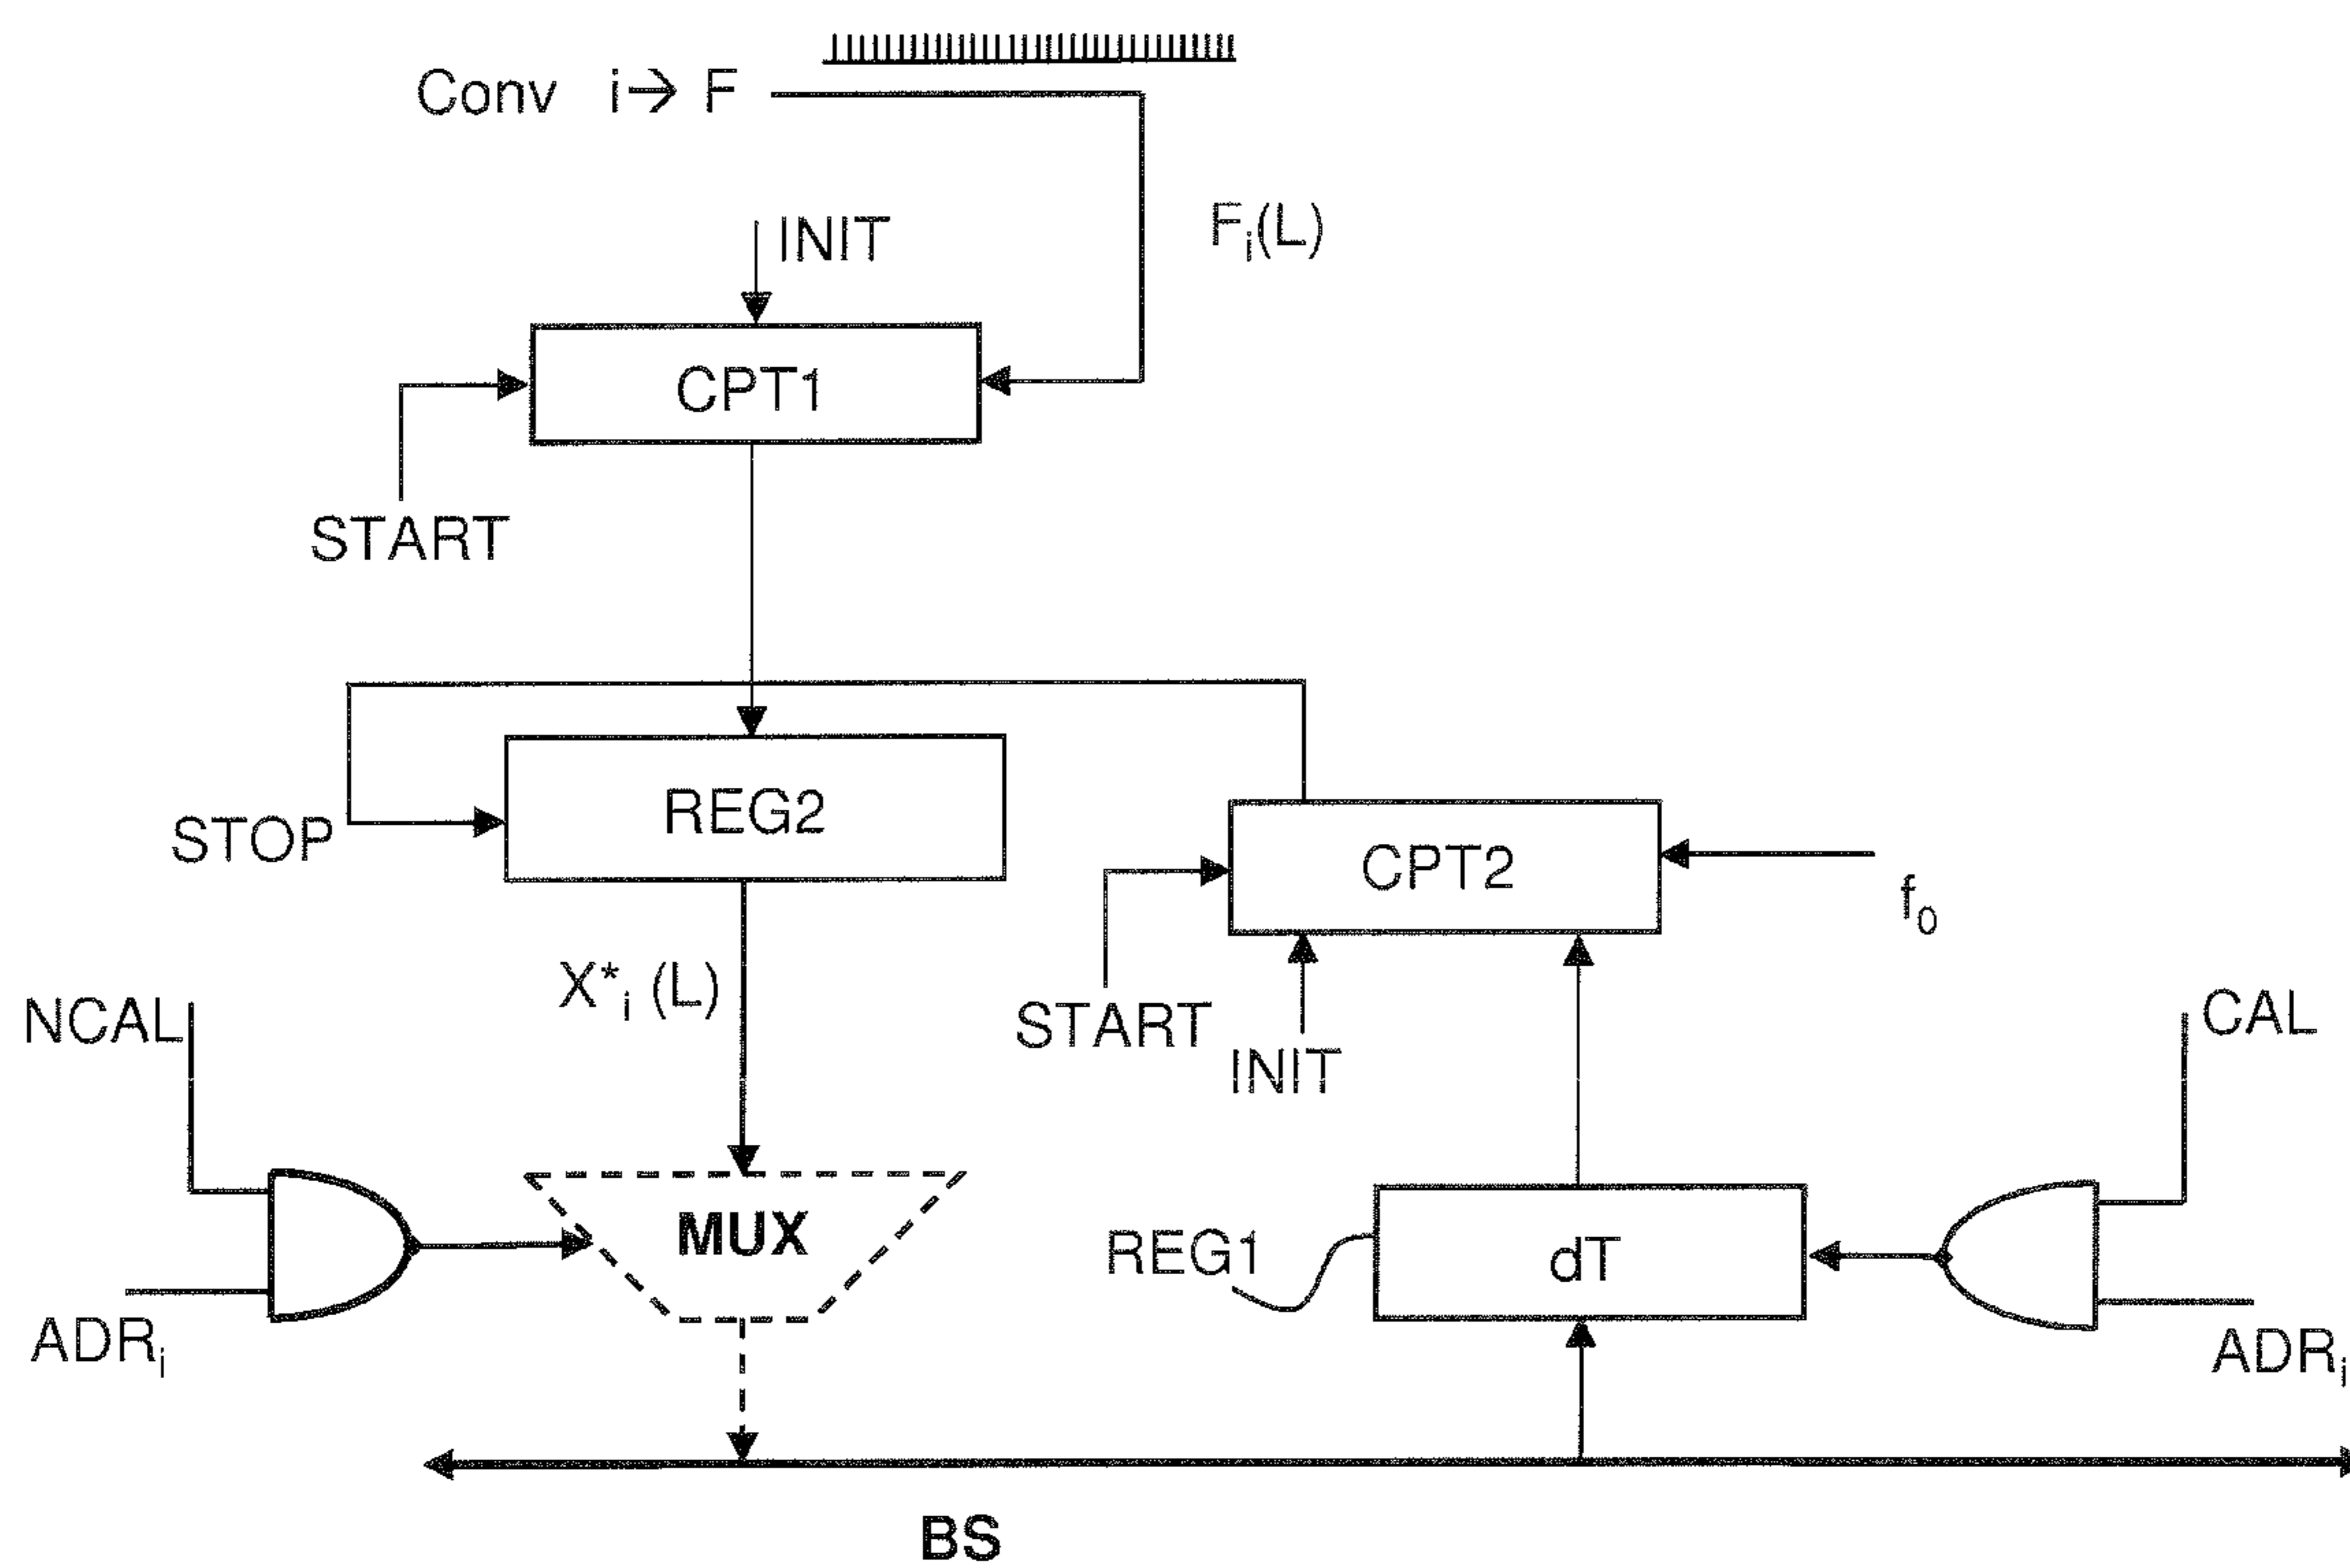 Conv i→ F
INIT
Fi(L)
CPT1
START
REG2
STOP
CPT2
f0
X*i (L)
NCAL
START
INIT
CAL
MUX
REG1
dT
ADRi
ADRi
BS